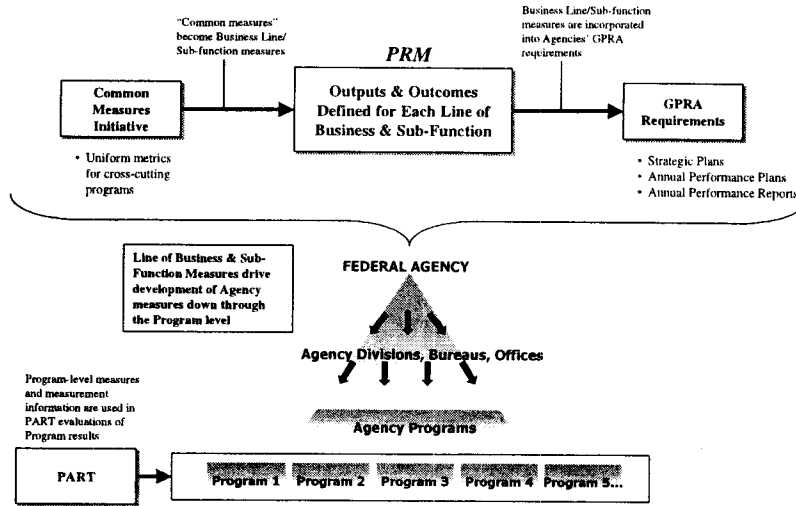 "Common measures"
become Business Line/
Sub-function measures
PRM
Business Line/Sub-function
measures are incorporated
into Agencies' GPRA
requirements
Common
Measures
Initiative
Outputs & Outcomes
Defined for Each Line of
Business & Sub-Function
GPRA
Requirements
• Uniform metrics
for cross-cutting
programs
• Strategic Plans
• Annual Performance Plans
• Annual Performance Reports
Line of Business & Sub-
Function Measures drive
development of Agency
measures down through
the Program level
FEDERAL AGENCY
Agency Divisions, Bureaus, Offices
Agency Programs
Program-level measures
and measurement
information are used in
PART evaluations of
Program results
PART
Program 1 Program 2 Program 3 Program 4 Program 5...